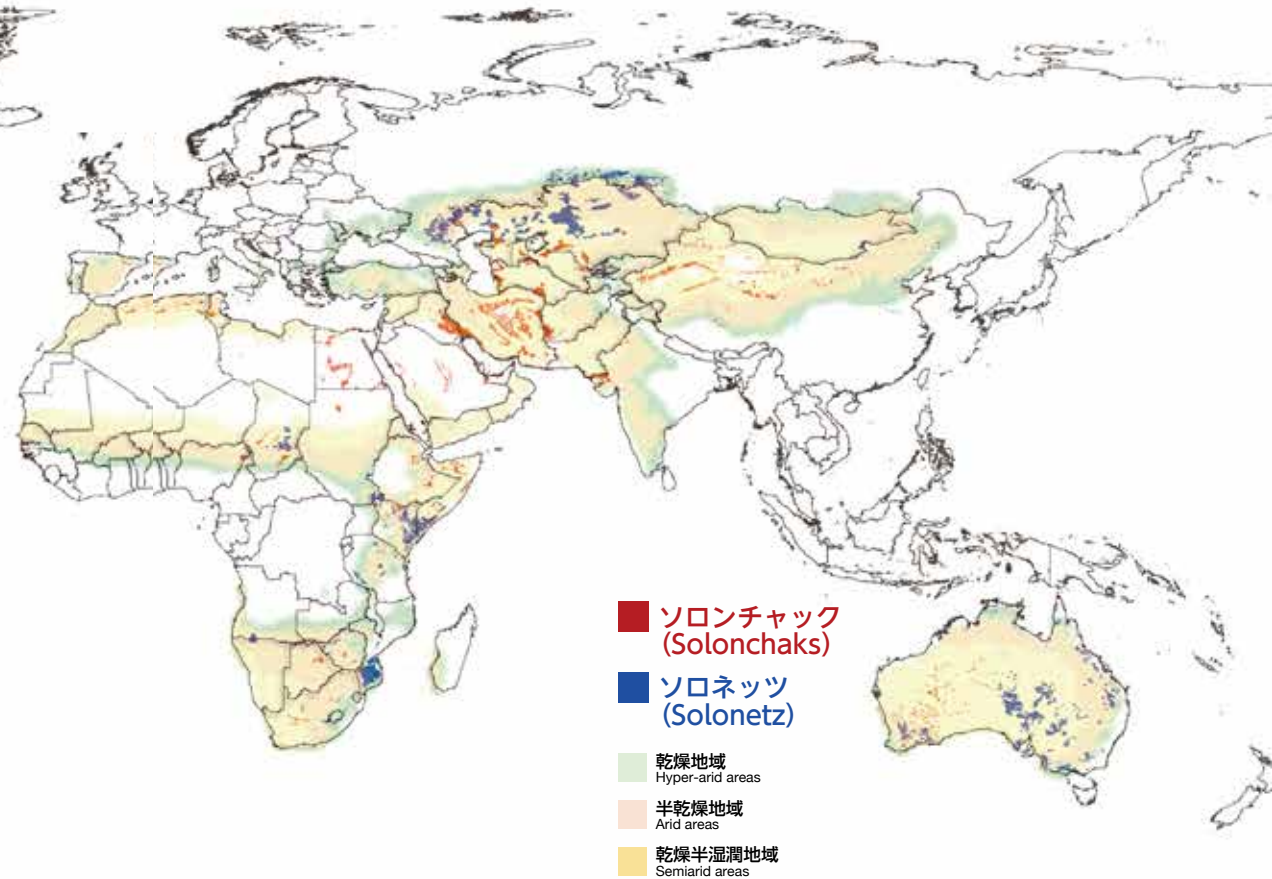 ソロンチャック
(Solonchaks)
ソロネッツ
(Solonetz)
乾燥地域
Hyper-arid areas
半乾燥地域
Arid areas
乾燥半湿潤地域
Semiarid areas